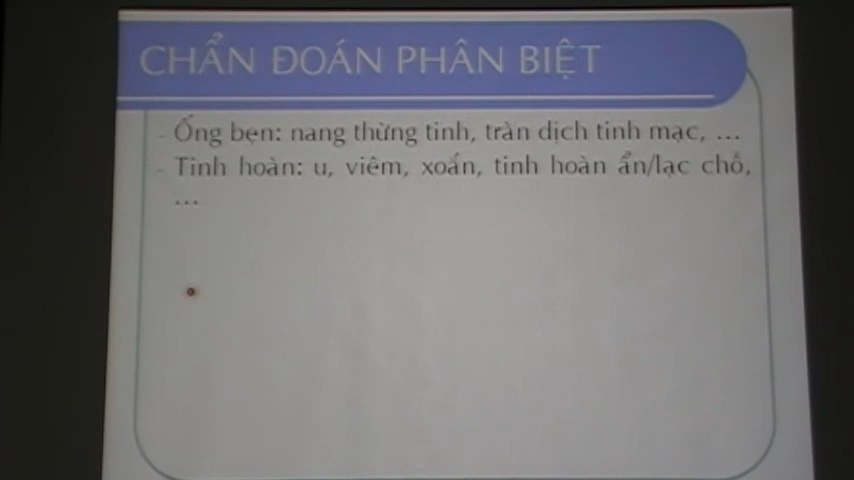 CHẨN ĐOÁN PHÂN BIỆT
- Ống bẹn: nang thừng tinh, tràn dịch tinh mạc, ...
- Tinh hoàn: u, viêm, xoắn, tinh hoàn ẩn/lạc chỗ,
...